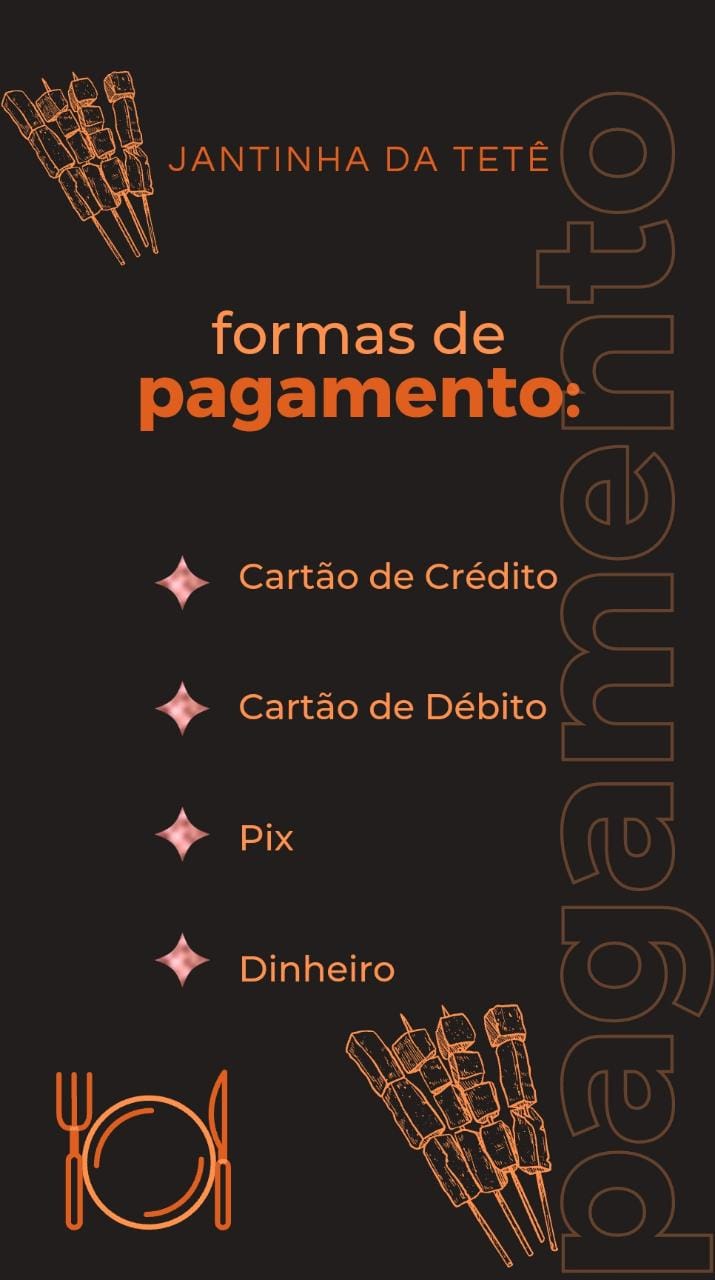 JANTINHA DA TETÊ
formas de
pagamento:
Cartão de Crédito
Cartão de Débito
Pix
Dinheiro
pagamento